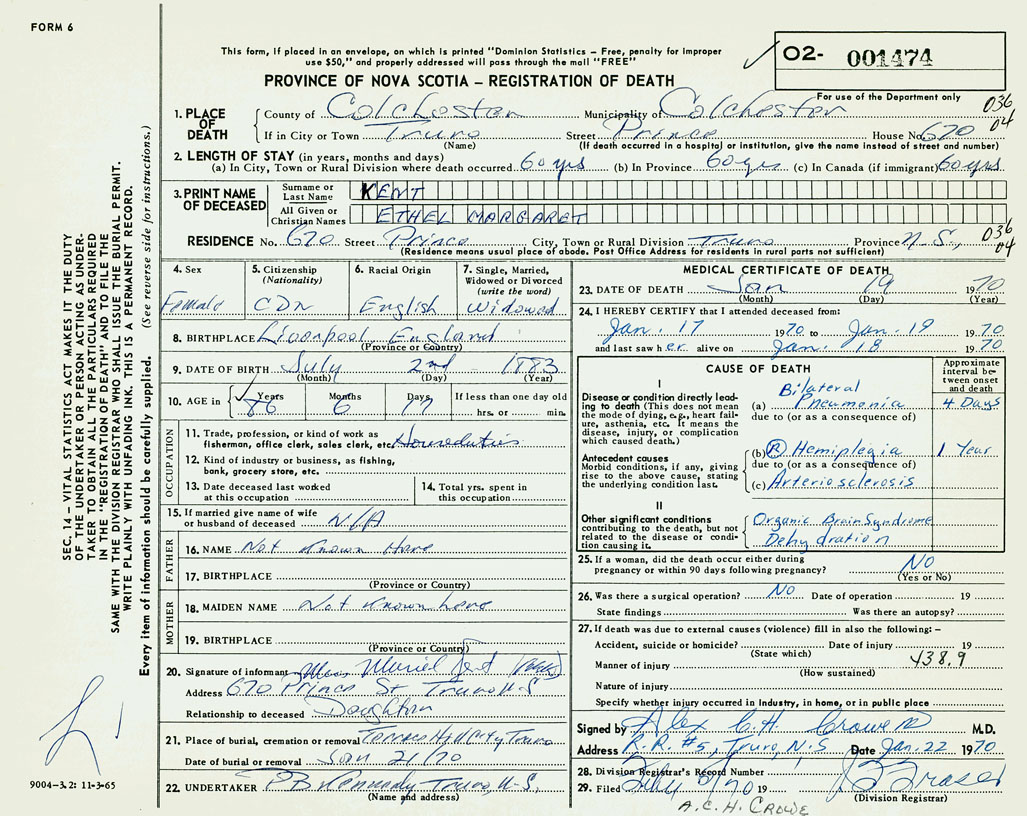 FORM 6
This form, if placed in an envelope, on which is printed "Dominion Statistics – Free, penalty for improper
use $50," and properly addressed will pass through the mail "FREE"
PROVINCE OF NOVA SCOTIA – REGISTRATION OF DEATH
02- 001474
For use of the Department only
036
04
1. PLACE OF DEATH
County of Colchester Municipality of Colchester
If in City or Town Truro Street Prince House No. 670
(Name) (If death occurred in a hospital or institution, give the name instead of street and number)
2. LENGTH OF STAY (in years, months and days)
(a) In City, Town or Rural Division where death occurred 60 yrs (b) In Province 60 yrs (c) In Canada (if immigrant) 60 yrs
3. PRINT NAME OF DECEASED
Surname or Last Name KENT
All Given or Christian Names ETHEL MARGARET
RESIDENCE No. 670 Street Prince City, Town or Rural Division Truro Province N.S.,
036
04
(Residence means usual place of abode. Post Office Address for residents in rural parts not sufficient)
4. Sex Female
5. Citizenship (Nationality) CDN
6. Racial Origin English
7. Single, Married, Widowed or Divorced (write the word) Widowed
8. BIRTHPLACE Liverpool, England
(Province or Country)
9. DATE OF BIRTH July 2nd 1883
(Month) (Day) (Year)
10. AGE in Years 86 Months 6 Days 17 If less than one day old
hrs. or min.
OCCUPATION
11. Trade, profession, or kind of work as
fisherman, office clerk, sales clerk, etc. Houseduties
12. Kind of industry or business, as fishing,
bank, grocery store, etc.
13. Date deceased last worked
at this occupation
14. Total yrs. spent in
this occupation
15. If married give name of wife
or husband of deceased N/A
FATHER
16. NAME Not Known Here
17. BIRTHPLACE
(Province or Country)
MOTHER
18. MAIDEN NAME Not Known here
19. BIRTHPLACE
(Province or Country)
20. Signature of informant Muriel Kent
Address 670 Prince St Truro N-S
Relationship to deceased Daughter
21. Place of burial, cremation or removal Truro
Date of burial or removal Jan 21/70
22. UNDERTAKER Truro, N-S.
(Name and address)
MEDICAL CERTIFICATE OF DEATH
23. DATE OF DEATH Jan 19 1970
(Month) (Day) (Year)
24. I HEREBY CERTIFY that I attended deceased from:
Jan. 17 1970 to Jan. 19 1970
and last saw her alive on Jan. 18 1970
CAUSE OF DEATH
Approximate interval between onset and death
I
Disease or condition directly leading to death (This does not mean the mode of dying, e.g., heart failure, asthenia, etc. It means the disease, injury, or complication which caused death.)
(a) Bilateral Pneumonia 4 Days
due to (or as a consequence of)
Antecedent causes
Morbid conditions, if any, giving rise to the above cause, stating the underlying condition last.
(b) (R) Hemiplegia 1 Year
due to (or as a consequence of)
(c) Arteriosclerosis
II
Other significant conditions
contributing to the death, but not related to the disease or condition causing it.
Organic Brain Syndrome
Dehydration
25. If a woman, did the death occur either during
pregnancy or within 90 days following pregnancy? NO
(Yes or No)
26. Was there a surgical operation? NO Date of operation 19
State findings Was there an autopsy?
27. If death was due to external causes (violence) fill in also the following: –
Accident, suicide or homicide? Date of injury 19
(State which)
Manner of injury 438.9
(How sustained)
Nature of injury
Specify whether injury occurred in industry, in home, or in public place
Signed by Alex C.H. Crowe M.D.
Address R.R. #5, Truro, N.S Date Jan. 22 1970
28. Division Registrar's Record Number
29. Filed 19 Fraser
(Division Registrar)
A.C.H. CROWE
SEC. 14 – VITAL STATISTICS ACT MAKES IT THE DUTY
OF THE UNDERTAKER OR PERSON ACTING AS UNDER-
TAKER TO OBTAIN ALL THE PARTICULARS REQUIRED
IN THE "REGISTRATION OF DEATH" AND TO FILE THE
SAME WITH THE DIVISION REGISTRAR WHO SHALL ISSUE THE BURIAL PERMIT.
WRITE PLAINLY WITH UNFADING INK. THIS IS A PERMANENT RECORD.
Every item of information should be carefully supplied. (See reverse side for instructions.)
9004-3.2: 11-3-65